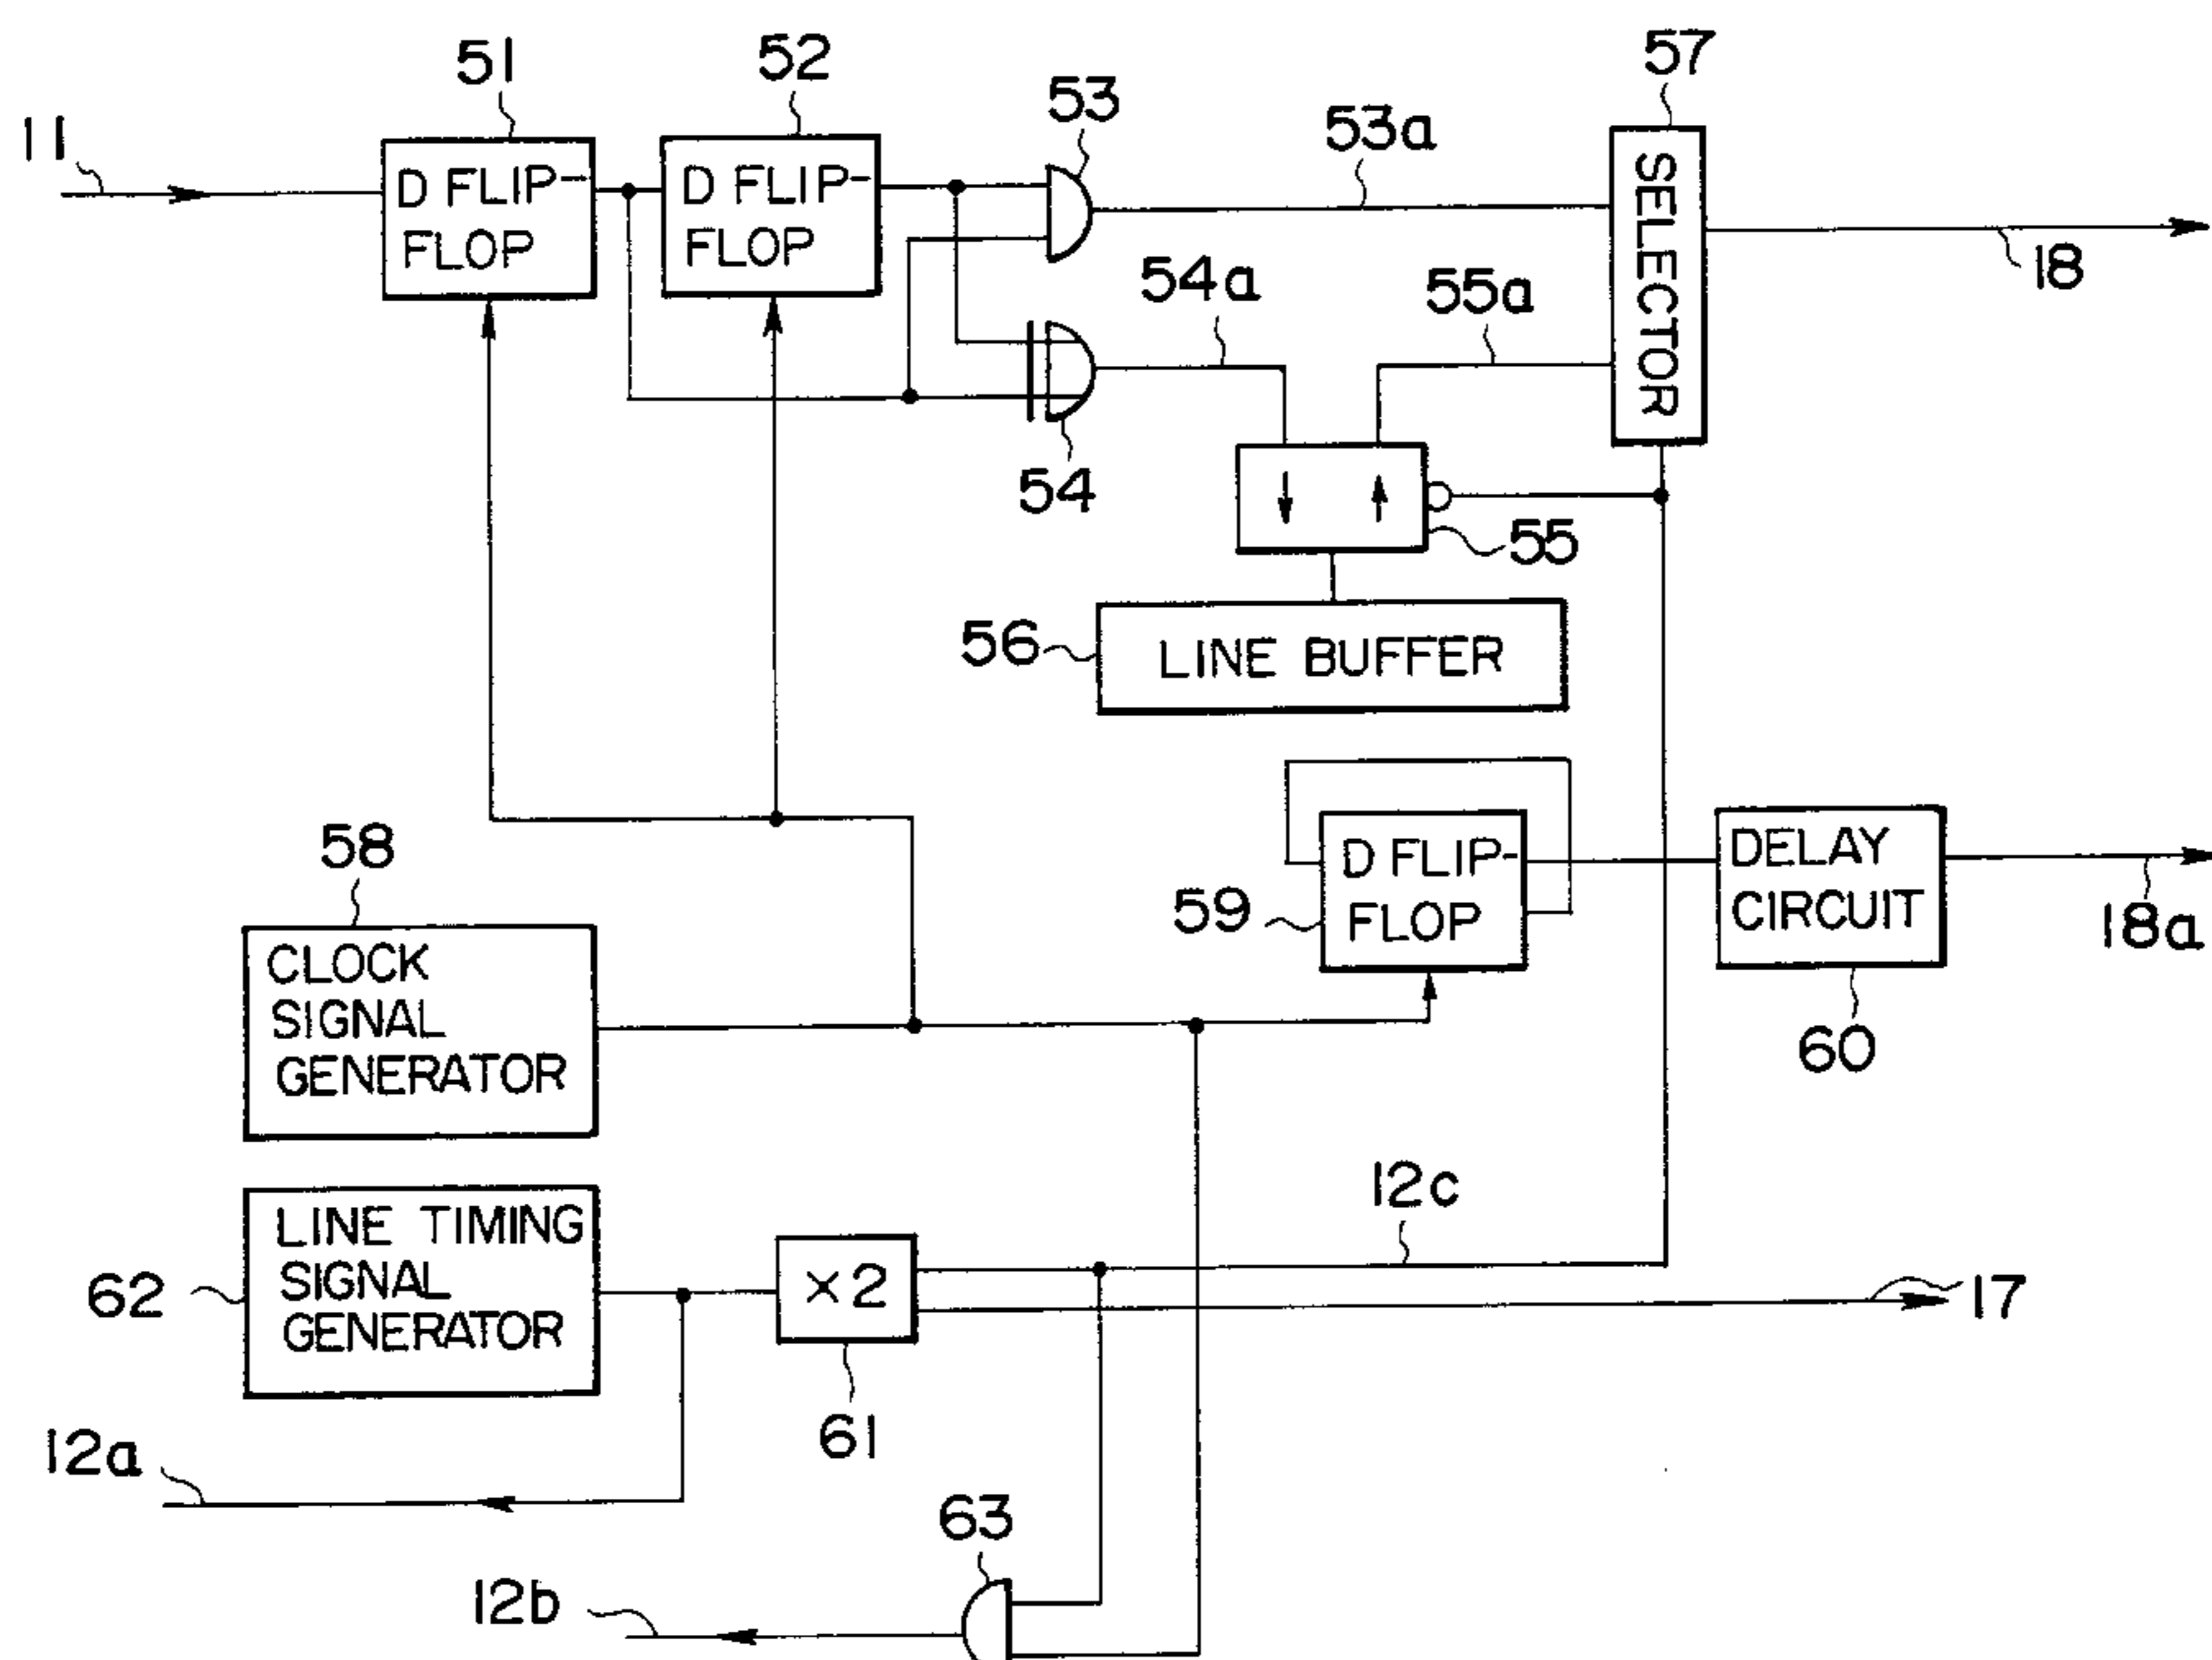 51
52
57
11
53
53a
D FLIP-
FLOP
D FLIP-
FLOP
SELECTOR
54a
55a
18
54
55
56
LINE BUFFER
58
D FLIP-
FLOP
DELAY
CIRCUIT
59
18a
CLOCK
SIGNAL
GENERATOR
60
12c
LINE TIMING
SIGNAL
GENERATOR
×2
62
17
61
12a
63
12b